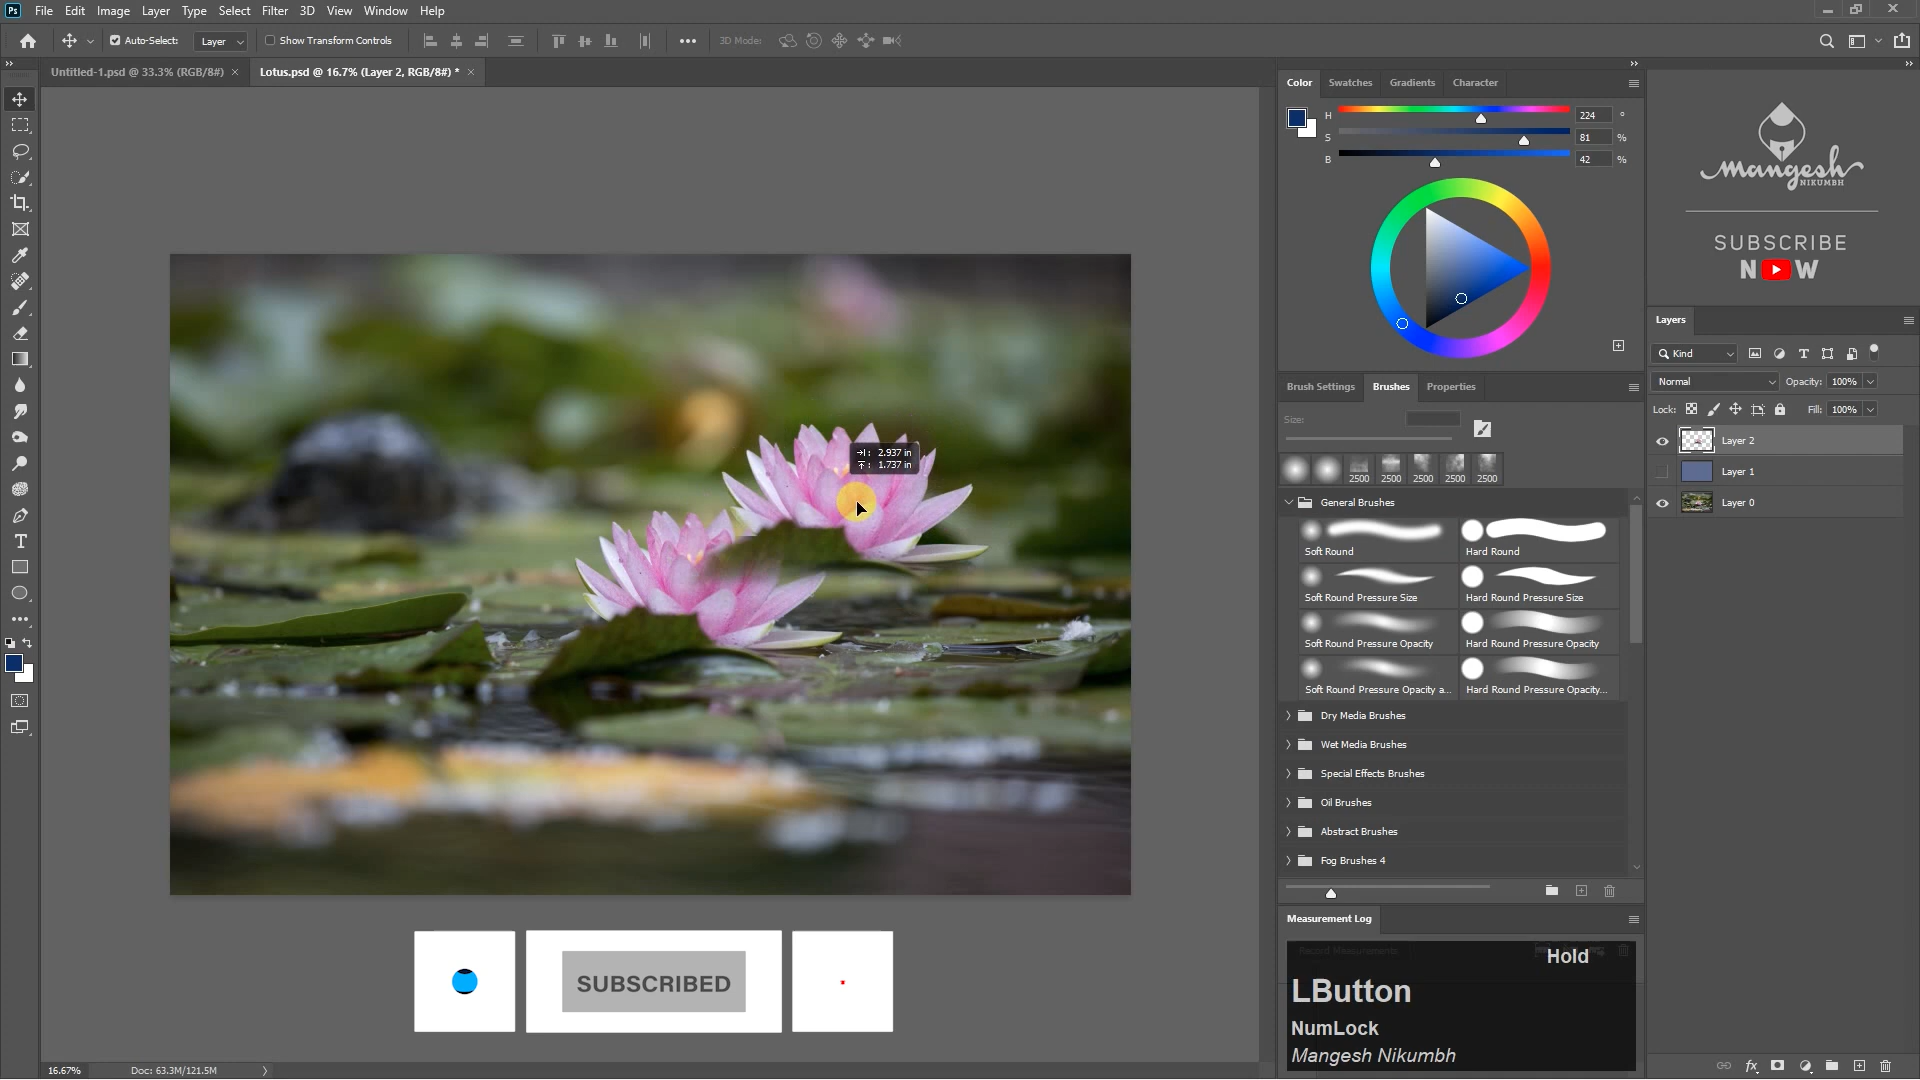 Ps File Edit Image Layer Type Select Filter 3D View Window Help
Auto-Select: Layer Show Transform Controls 3D Mode:
Untitled-1.psd @ 33.3% (RGB/8#) × Lotus.psd @ 16.7% (Layer 2, RGB/8#) * ×
Color Swatches Gradients Character
H 224 °
S 81 %
B 42 %
mangesh
NIKUMBH
SUBSCRIBE
NOW
Layers
Kind
Normal Opacity: 100%
Lock: Fill: 100%
Layer 2
Layer 1
Layer 0
Brush Settings Brushes Properties
Size:
2500 2500 2500 2500 2500
General Brushes
Soft Round Hard Round
Soft Round Pressure Size Hard Round Pressure Size
Soft Round Pressure Opacity Hard Round Pressure Opacity
Soft Round Pressure Opacity a... Hard Round Pressure Opacity...
Dry Media Brushes
Wet Media Brushes
Special Effects Brushes
Oil Brushes
Abstract Brushes
Fog Brushes 4
2.937 in
1.737 in
SUBSCRIBED
Measurement Log
Record Measurements
Hold
LButton
NumLock
Mangesh Nikumbh
16.67% Doc: 63.3M/121.5M